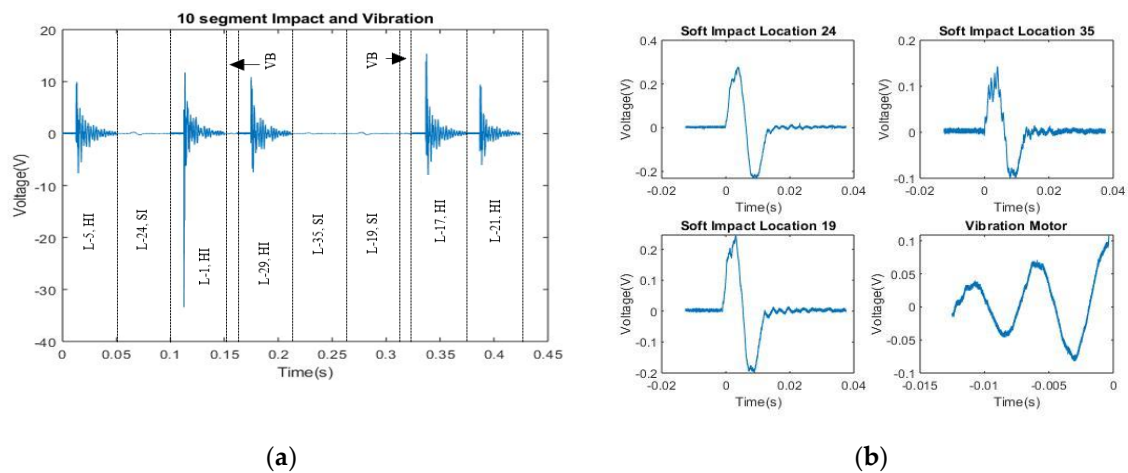 10 segment Impact and Vibration
20
10
0
-10
-20
-30
-40
Voltage(V)
VB
VB
L-5, HI
L-24, SI
L-1, HI
L-29, HI
L-35, SI
L-19, SI
L-17, HI
L-21, HI
0 0.05 0.1 0.15 0.2 0.25 0.3 0.35 0.4 0.45
Time(s)
(a)
Soft Impact Location 24
0.4
0.2
0
-0.2
Voltage(V)
-0.02 0 0.02 0.04
Time(s)
Soft Impact Location 35
0.2
0.1
0
-0.1
Voltage(V)
-0.02 0 0.02 0.04
Time(s)
Soft Impact Location 19
0.2
0.1
0
-0.1
-0.2
Voltage(V)
-0.02 0 0.02 0.04
Time(s)
Vibration Motor
0.1
0.05
0
-0.05
-0.1
Voltage(V)
-0.015 -0.01 -0.005 0
Time(s)
(b)